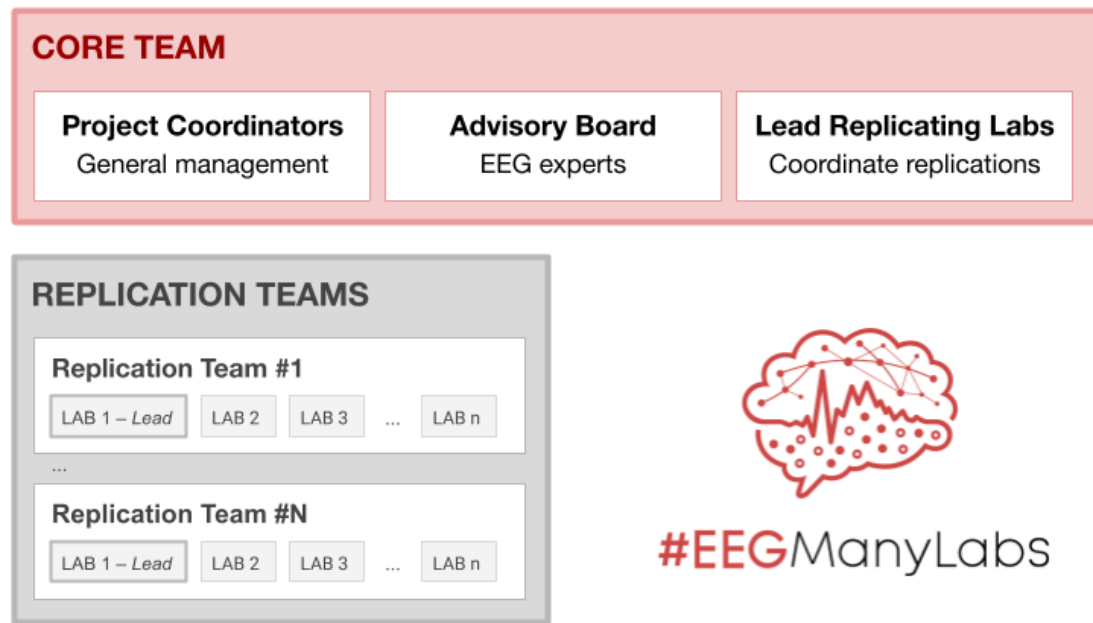 CORE TEAM
Project Coordinators
General management
Advisory Board
EEG experts
Lead Replicating Labs
Coordinate replications
REPLICATION TEAMS
Replication Team #1
LAB 1 – Lead LAB 2 LAB 3 ... LAB n
...
Replication Team #N
LAB 1 – Lead LAB 2 LAB 3 ... LAB n
#EEGManyLabs